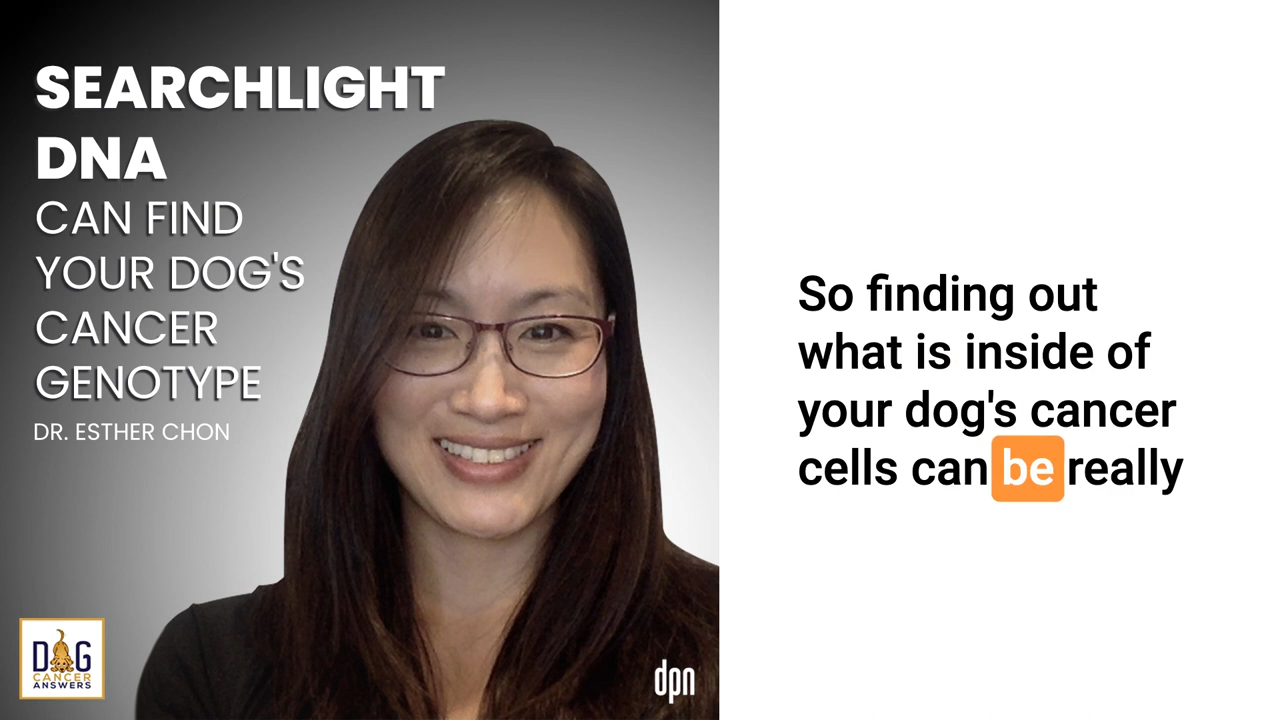 SEARCHLIGHT
DNA
CAN FIND
YOUR DOG'S
CANCER
GENOTYPE
DR. ESTHER CHON
DOG
CANCER
ANSWERS
dpn
So finding out
what is inside of
your dog's cancer
cells can be really